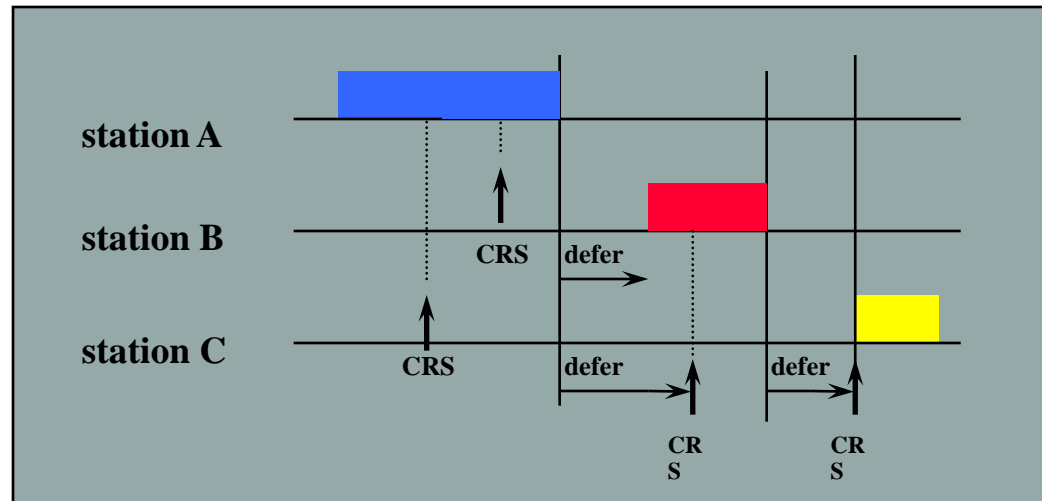 station A
station B
CRS
defer
station C
CRS
defer
defer
CR
S
CR
S